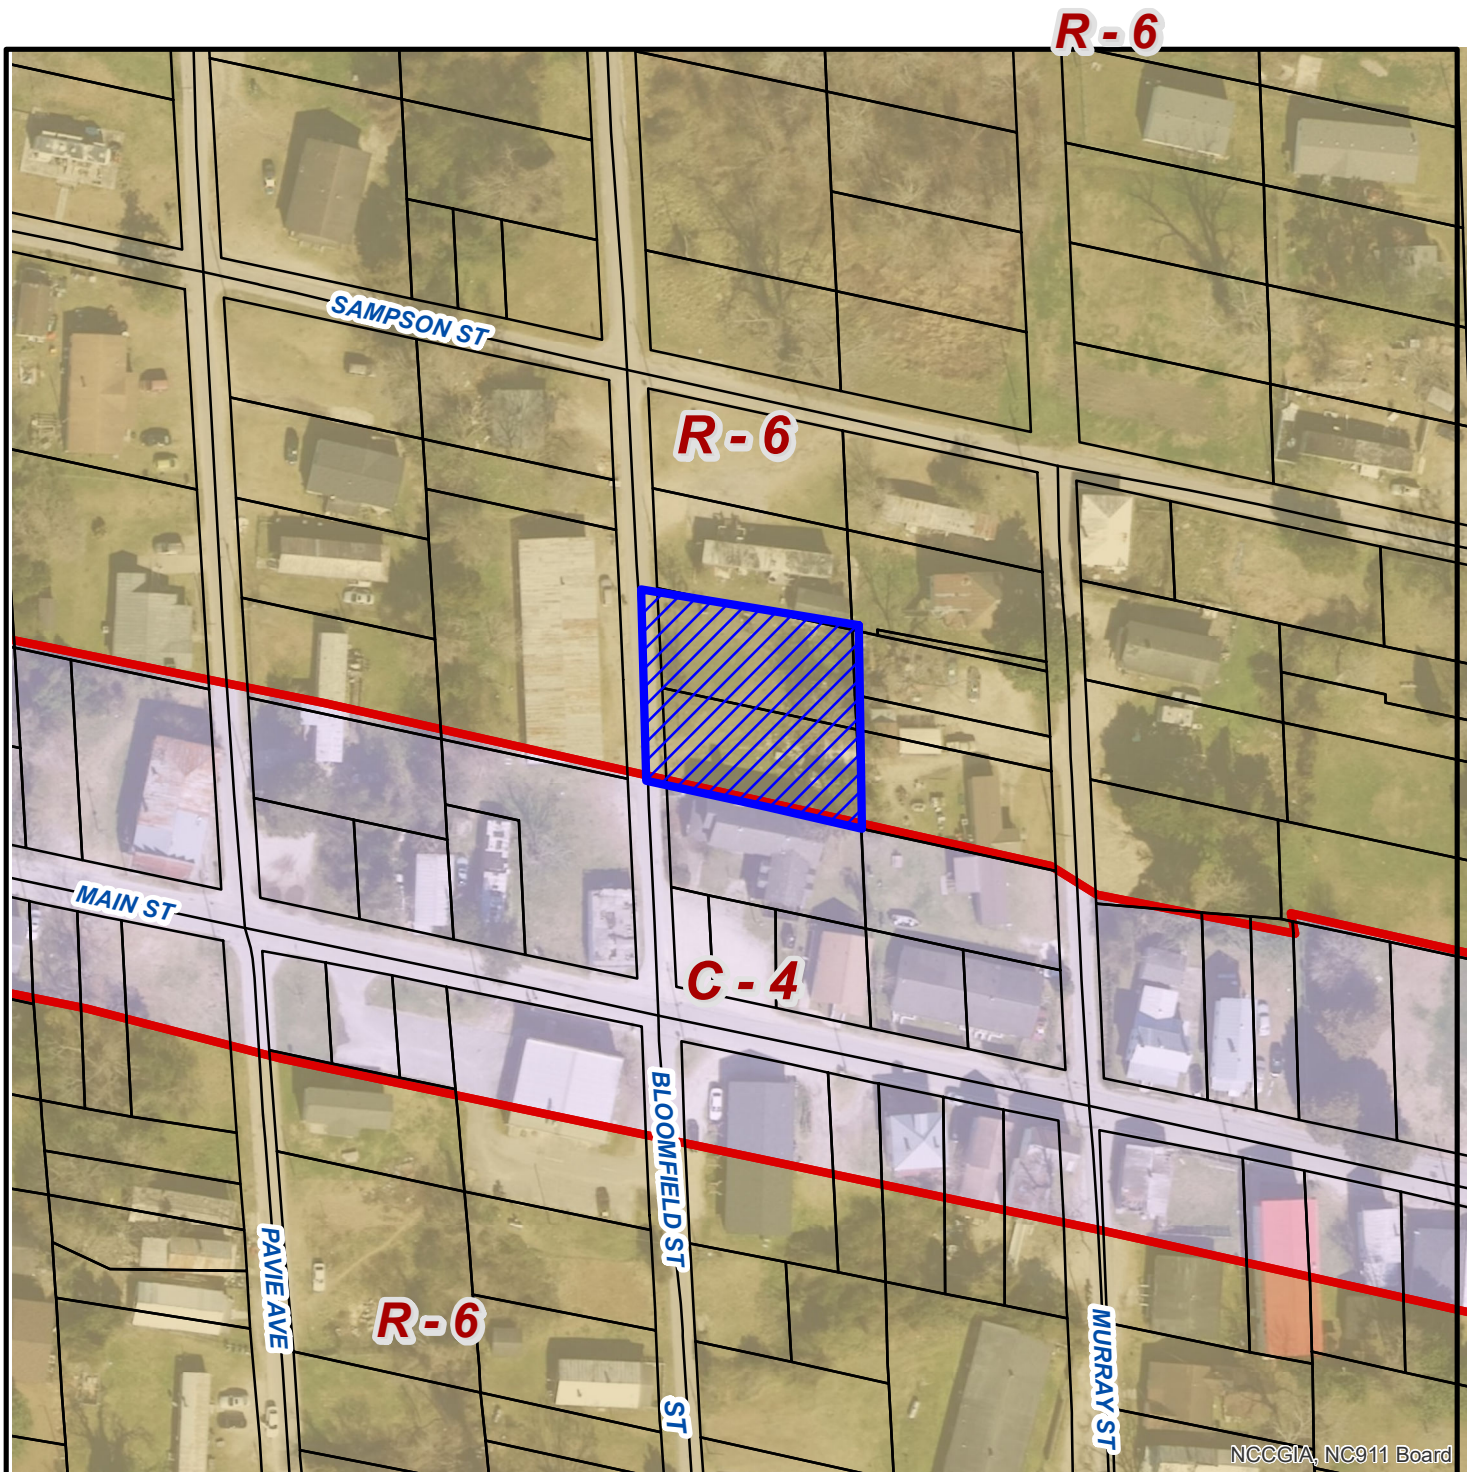 R - 6
SAMPSON ST
R - 6
MAIN ST
C - 4
BLOOMFIELD ST
PAVIE AVE
R - 6
MURRAY ST
ST
NCCGIA, NC911 Board